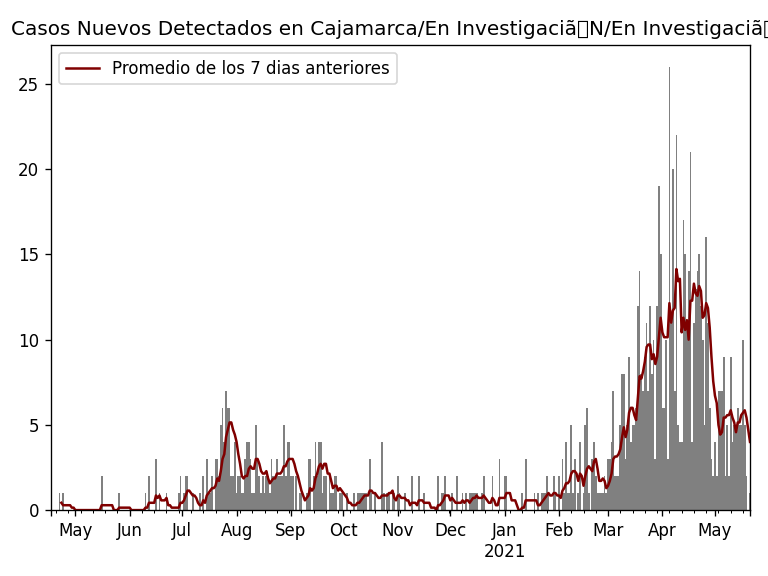 Casos Nuevos Detectados en Cajamarca/En Investigaciã▯N/En Investigaciã
Promedio de los 7 dias anteriores
25
20
15
10
5
0
May Jun Jul Aug Sep Oct Nov Dec Jan Feb Mar Apr May
2021